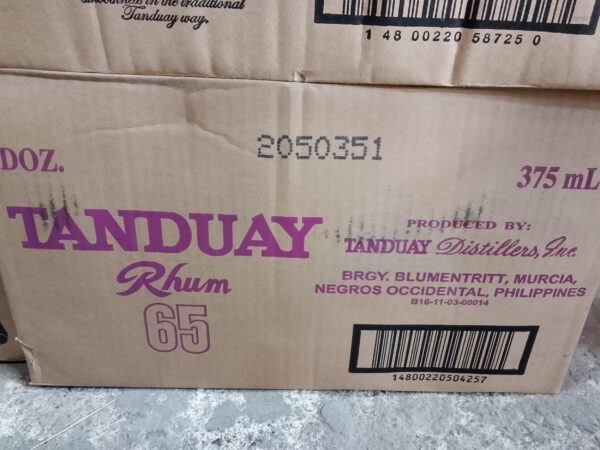 Tanduay way.
1 48 00220 58725 0
DOZ.
2050351
375 mL
TANDUAY
Rhum
65
PRODUCED BY:
TANDUAY Distillers, Inc.
BRGY. BLUMENTRITT, MURCIA,
NEGROS OCCIDENTAL, PHILIPPINES
B16-11-03-00014
14800220504257